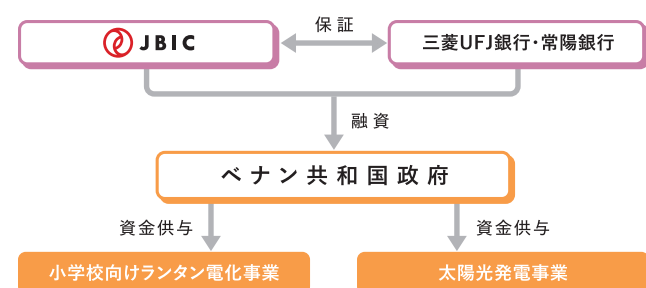 JBIC
保証
三菱UFJ銀行・常陽銀行
融資
ベナン共和国政府
資金供与
資金供与
小学校向けランタン電化事業
太陽光発電事業